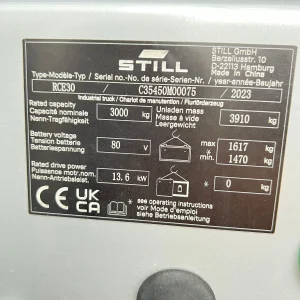 STILL
STILL GmbH
Berzeliusstr. 10
D-22113 Hamburg
Made in China
Type-Modèle-Typ / Serial no.-No. de série-Serien-Nr. / year-année-Baujahr
RCE30 / C35450M00075 / 2023
Industrial truck / Chariot de manutention / Flurförderzeug
Rated capacity
Capacité nominale
Nenn-Tragfähigkeit
3000 kg
Unladen mass
Masse à vide
Leergewicht
3910 kg
Battery voltage
Tension batterie
Batteriespannung
80 V
* max 1617 kg
* min 1470 kg
Rated drive power
Puissance motor.nom.
Nenn-Antriebsleist.
13.6 kW
* 0 kg
CE UK
CA
* see operating instructions
voir Mode d'emploi
siehe Betriebsanleitung